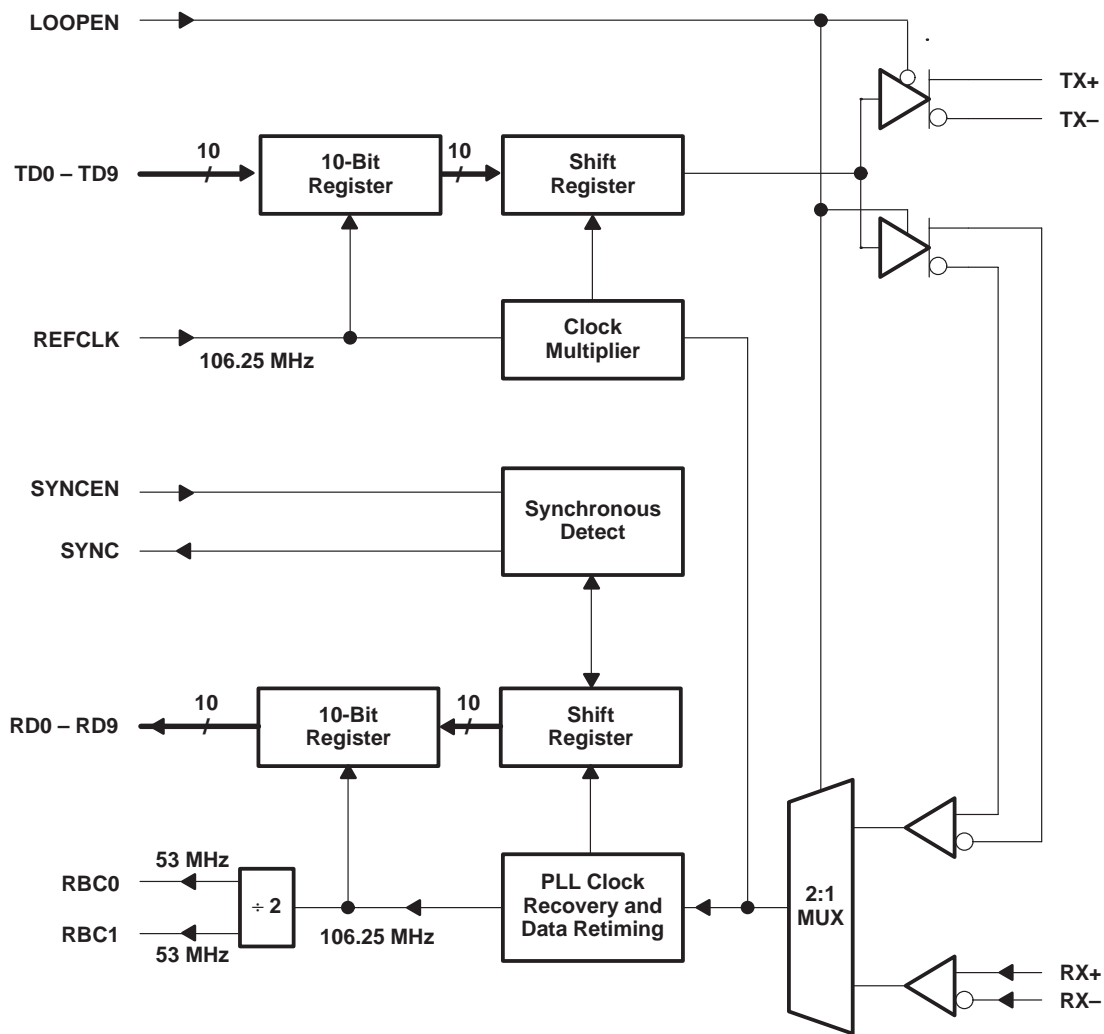 LOOPEN
TX+
TX–
TD0 – TD9
10
10-Bit
Register
10
Shift
Register
REFCLK
106.25 MHz
Clock
Multiplier
SYNCEN
SYNC
Synchronous
Detect
RD0 – RD9
10
10-Bit
Register
10
Shift
Register
RBC0
53 MHz
RBC1
53 MHz
÷ 2
106.25 MHz
PLL Clock
Recovery and
Data Retiming
2:1
MUX
RX+
RX–